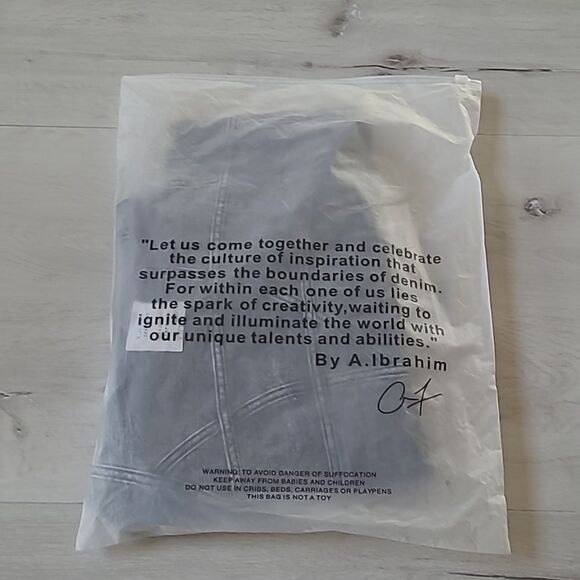 "Let us come together and celebrate
the culture of inspiration that
surpasses the boundaries of denim.
For within each one of us lies
the spark of creativity,waiting to
ignite and illuminate the world with
our unique talents and abilities."
By A.Ibrahim
WARNING: TO AVOID DANGER OF SUFFOCATION
KEEP AWAY FROM BABIES AND CHILDREN
DO NOT USE IN CRIBS, BEDS, CARRIAGES OR PLAYPENS
THIS BAG IS NOT A TOY